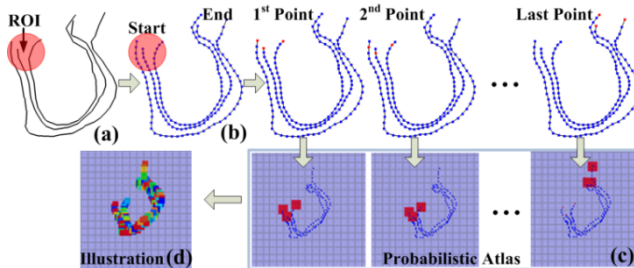 ROI
Start
End
1st Point
2nd Point
Last Point
(a)
(b)
Illustration (d)
Probabilistic Atlas
(c)